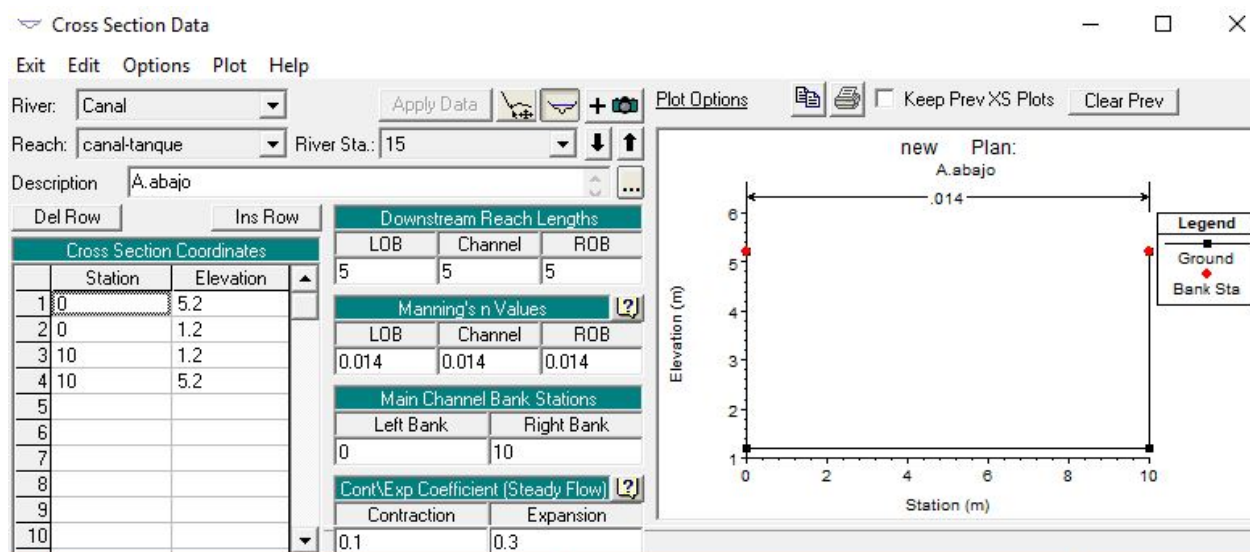 Cross Section Data
Exit Edit Options Plot Help
River: Canal
Apply Data
Plot Options
Keep Prev XS Plots
Clear Prev
Reach: canal-tanque
River Sta.: 15
Description A.abajo
...
Del Row
Ins Row
Cross Section Coordinates
Station Elevation
1 0 5.2
2 0 1.2
3 10 1.2
4 10 5.2
5
6
7
8
9
10
Downstream Reach Lengths
LOB Channel ROB
5 5 5
Manning's n Values
LOB Channel ROB
0.014 0.014 0.014
Main Channel Bank Stations
Left Bank Right Bank
0 10
Cont\Exp Coefficient (Steady Flow)
Contraction Expansion
0.1 0.3
new Plan:
A.abajo
.014
6
5
4
3
2
1
0 2 4 6 8 10
Elevation (m)
Station (m)
Legend
Ground
Bank Sta